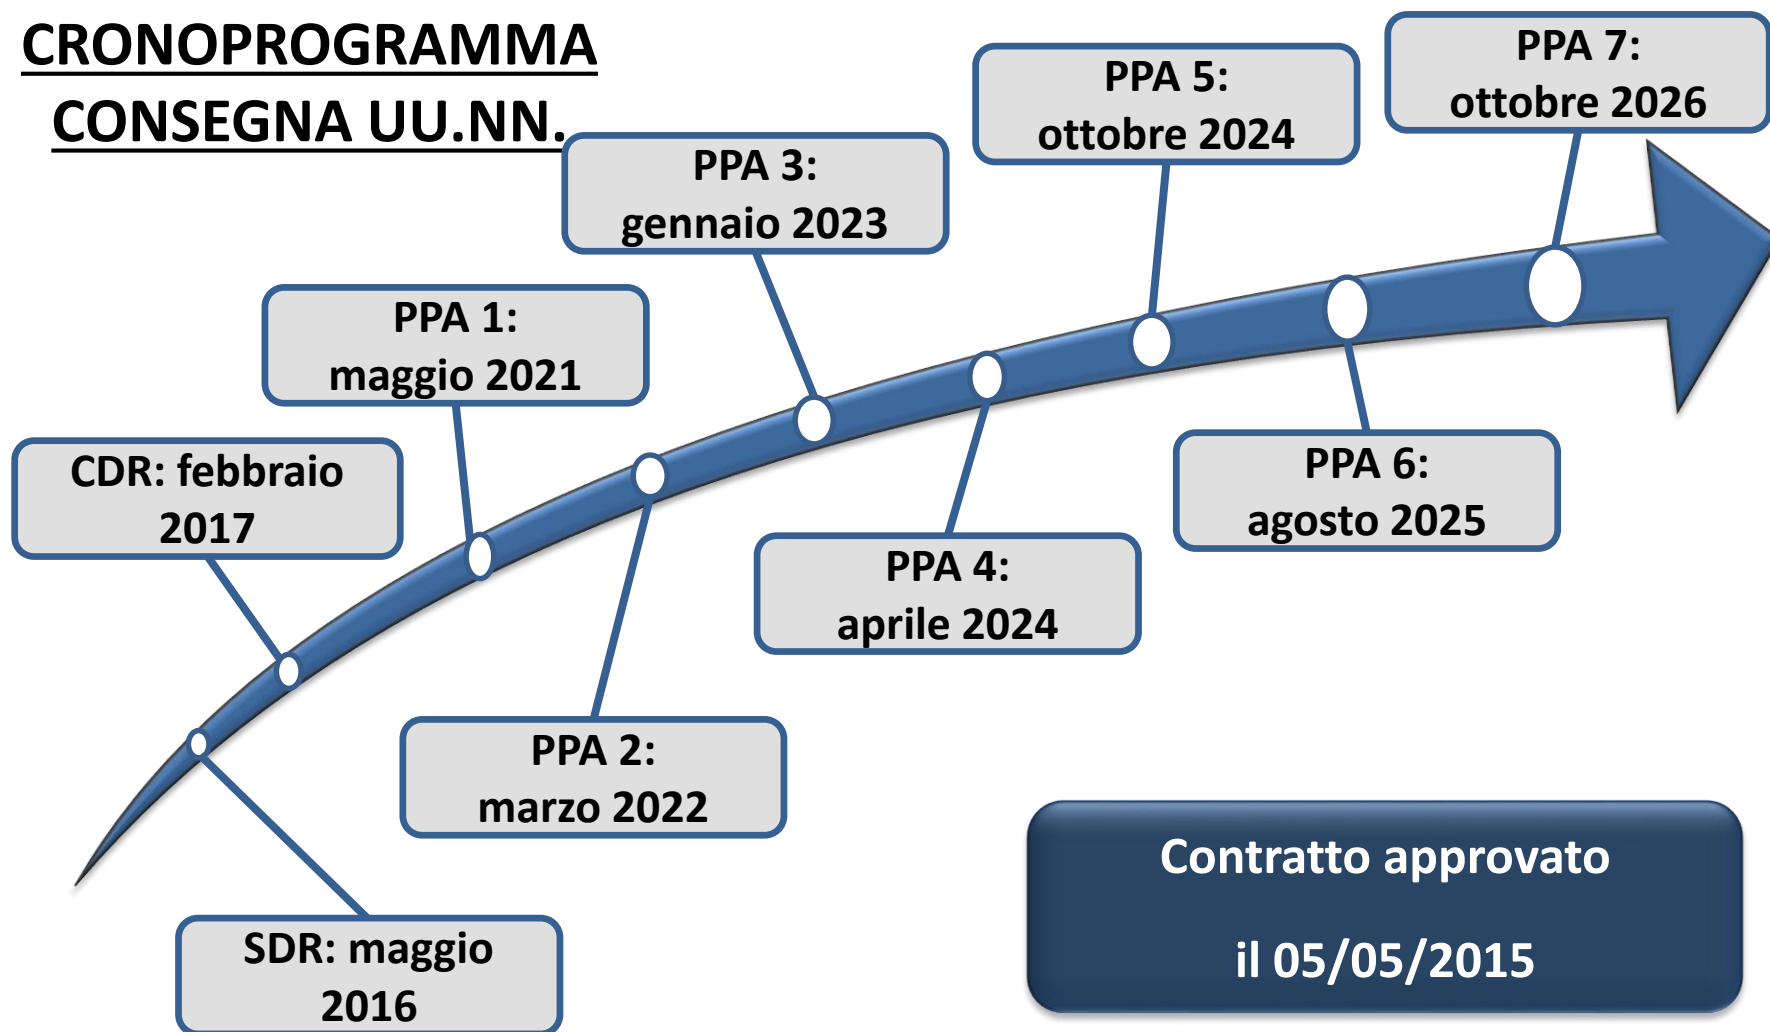 CRONOPROGRAMMA
CONSEGNA UU.NN.
PPA 7:
ottobre 2026
PPA 5:
ottobre 2024
PPA 3:
gennaio 2023
PPA 1:
maggio 2021
CDR: febbraio
2017
PPA 6:
agosto 2025
PPA 4:
aprile 2024
PPA 2:
marzo 2022
SDR: maggio
2016
Contratto approvato
il 05/05/2015